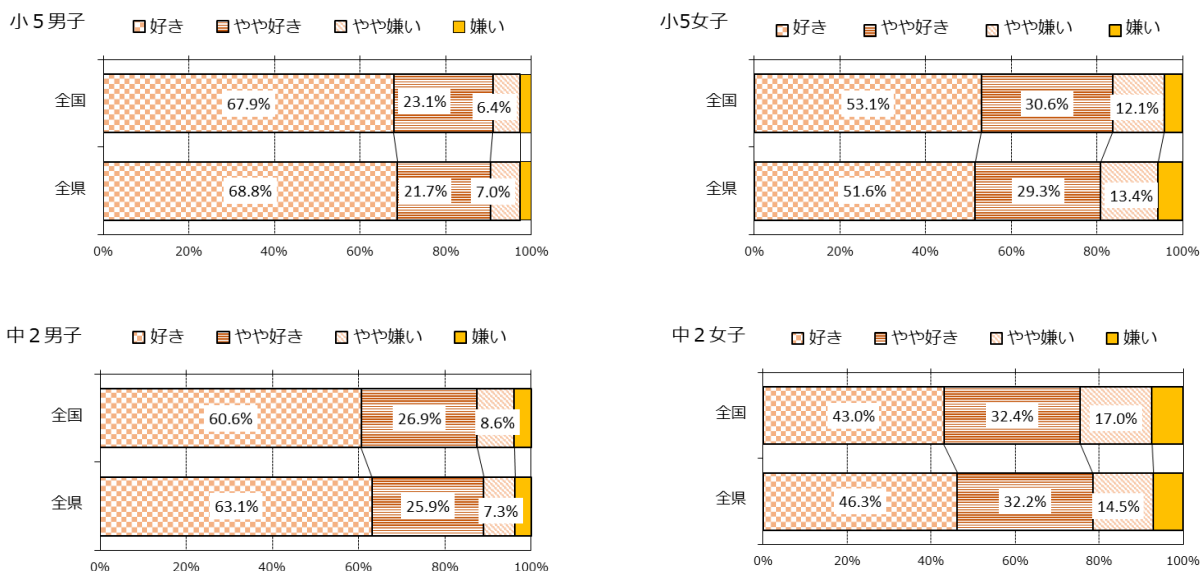 小５男子 好き やや好き やや嫌い 嫌い
全国 67.9% 23.1% 6.4%
全県 68.8% 21.7% 7.0%
0% 20% 40% 60% 80% 100%
小5女子 好き やや好き やや嫌い 嫌い
全国 53.1% 30.6% 12.1%
全県 51.6% 29.3% 13.4%
0% 20% 40% 60% 80% 100%
中２男子 好き やや好き やや嫌い 嫌い
全国 60.6% 26.9% 8.6%
全県 63.1% 25.9% 7.3%
0% 20% 40% 60% 80% 100%
中２女子 好き やや好き やや嫌い 嫌い
全国 43.0% 32.4% 17.0%
全県 46.3% 32.2% 14.5%
0% 20% 40% 60% 80% 100%